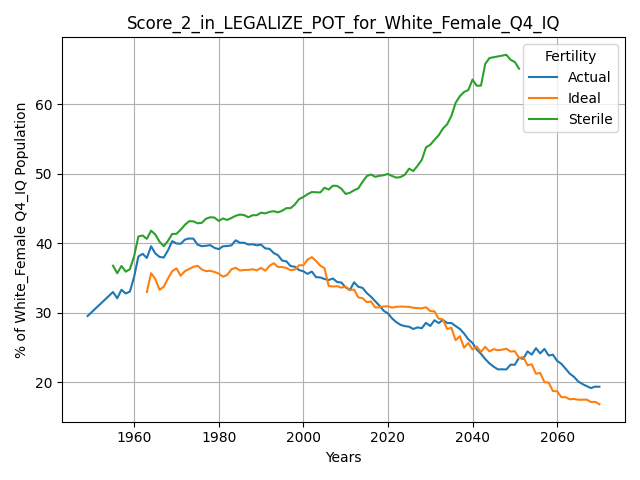 Score_2_in_LEGALIZE_POT_for_White_Female_Q4_IQ
% of White_Female Q4_IQ Population
60
50
40
30
20
Fertility
Actual
Ideal
Sterile
1960
1980
2000
2020
2040
2060
Years